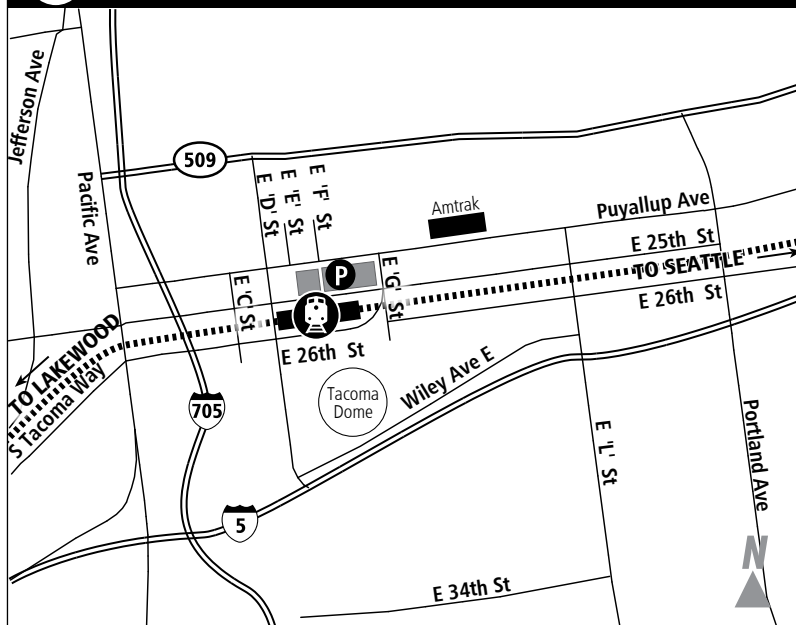 Jefferson Ave
Pacific Ave
509
E 'D' St
E 'E' St
E 'F' St
Amtrak
Puyallup Ave
P
E 'G' St
E 25th St
TO SEATTLE
E 26th St
E 'C' St
E 26th St
TO LAKEWOOD
S Tacoma Way
Tacoma
Dome
Wiley Ave E
705
5
E 'L' St
Portland Ave
E 34th St
N